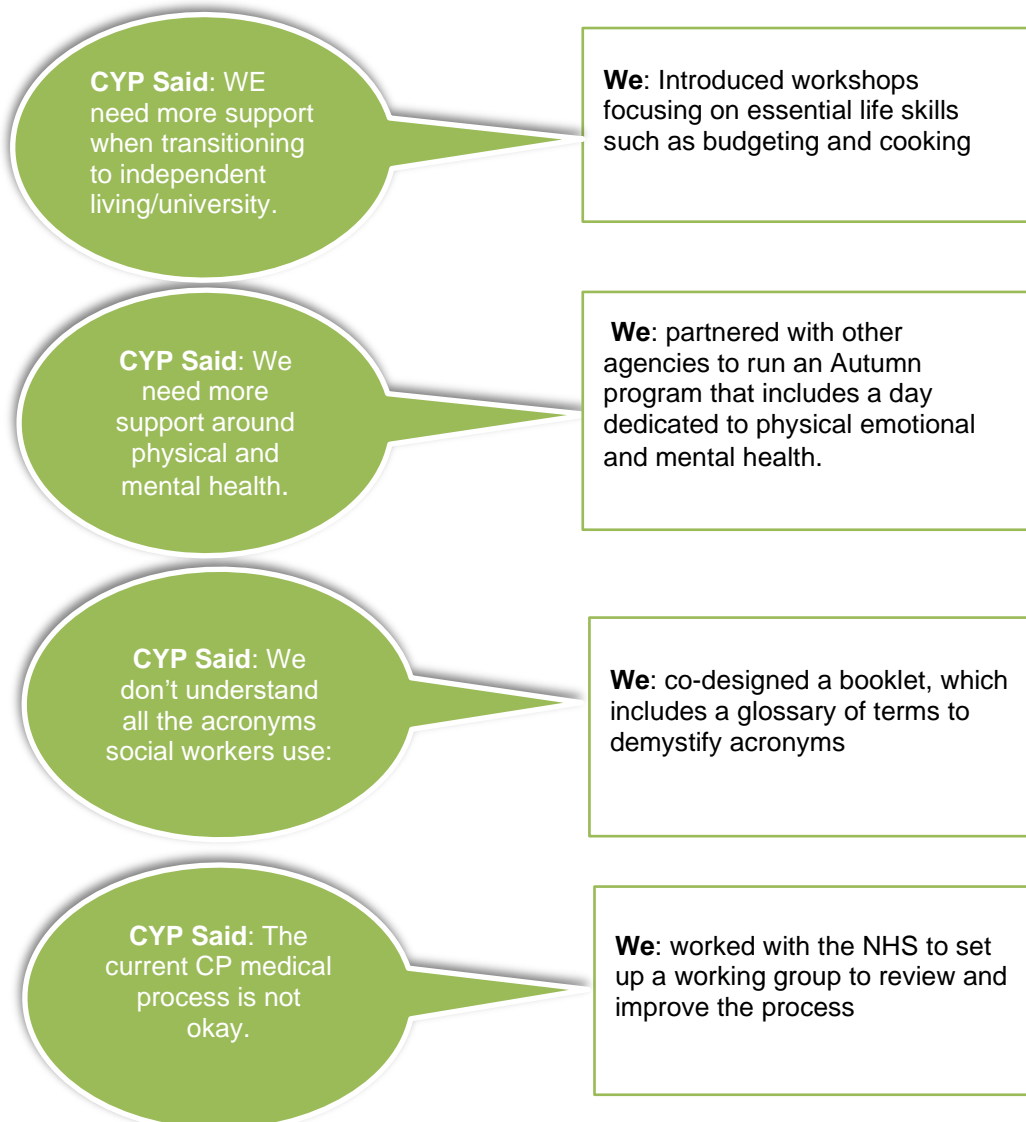 CYP Said: WE
need more support
when transitioning
to independent
living/university.
We: Introduced workshops
focusing on essential life skills
such as budgeting and cooking
CYP Said: We
need more
support around
physical and
mental health.
We: partnered with other
agencies to run an Autumn
program that includes a day
dedicated to physical emotional
and mental health.
CYP Said: We
don’t understand
all the acronyms
social workers use:
We: co-designed a booklet, which
includes a glossary of terms to
demystify acronyms
CYP Said: The
current CP medical
process is not
okay.
We: worked with the NHS to set
up a working group to review and
improve the process